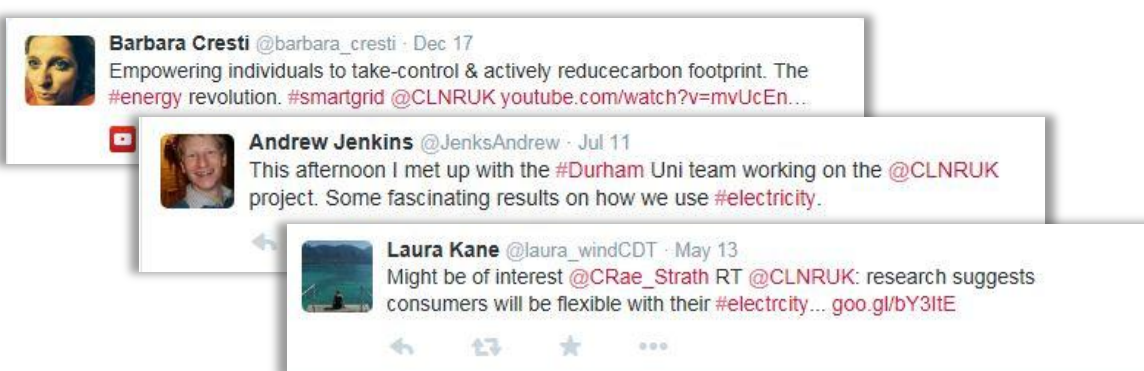 Barbara Cresti @barbara_cresti · Dec 17
Empowering individuals to take-control & actively reducecarbon footprint. The
#energy revolution. #smartgrid @CLNRUK youtube.com/watch?v=mvUcEn...
Andrew Jenkins @JenksAndrew · Jul 11
This afternoon I met up with the #Durham Uni team working on the @CLNRUK
project. Some fascinating results on how we use #electricity.
Laura Kane @laura_windCDT · May 13
Might be of interest @CRae_Strath RT @CLNRUK: research suggests
consumers will be flexible with their #electrcity... goo.gl/bY3ItE